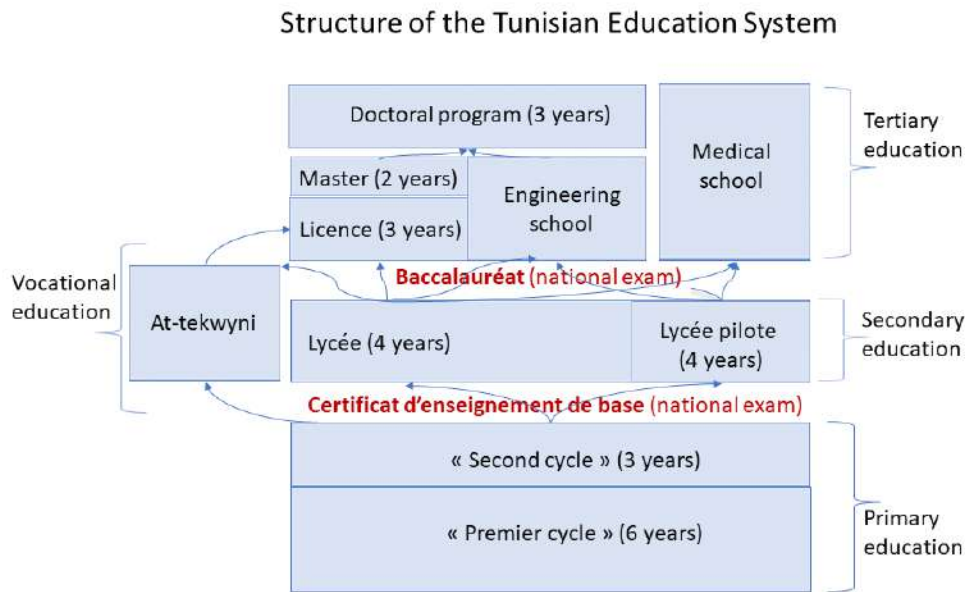 Structure of the Tunisian Education System
Doctoral program (3 years)
Medical
school
Tertiary
education
Master (2 years)
Engineering
school
Licence (3 years)
Vocational
education
Baccalauréat (national exam)
At-tekwyni
Lycée (4 years)
Lycée pilote
(4 years)
Secondary
education
Certificat d'enseignement de base (national exam)
« Second cycle » (3 years)
« Premier cycle » (6 years)
Primary
education